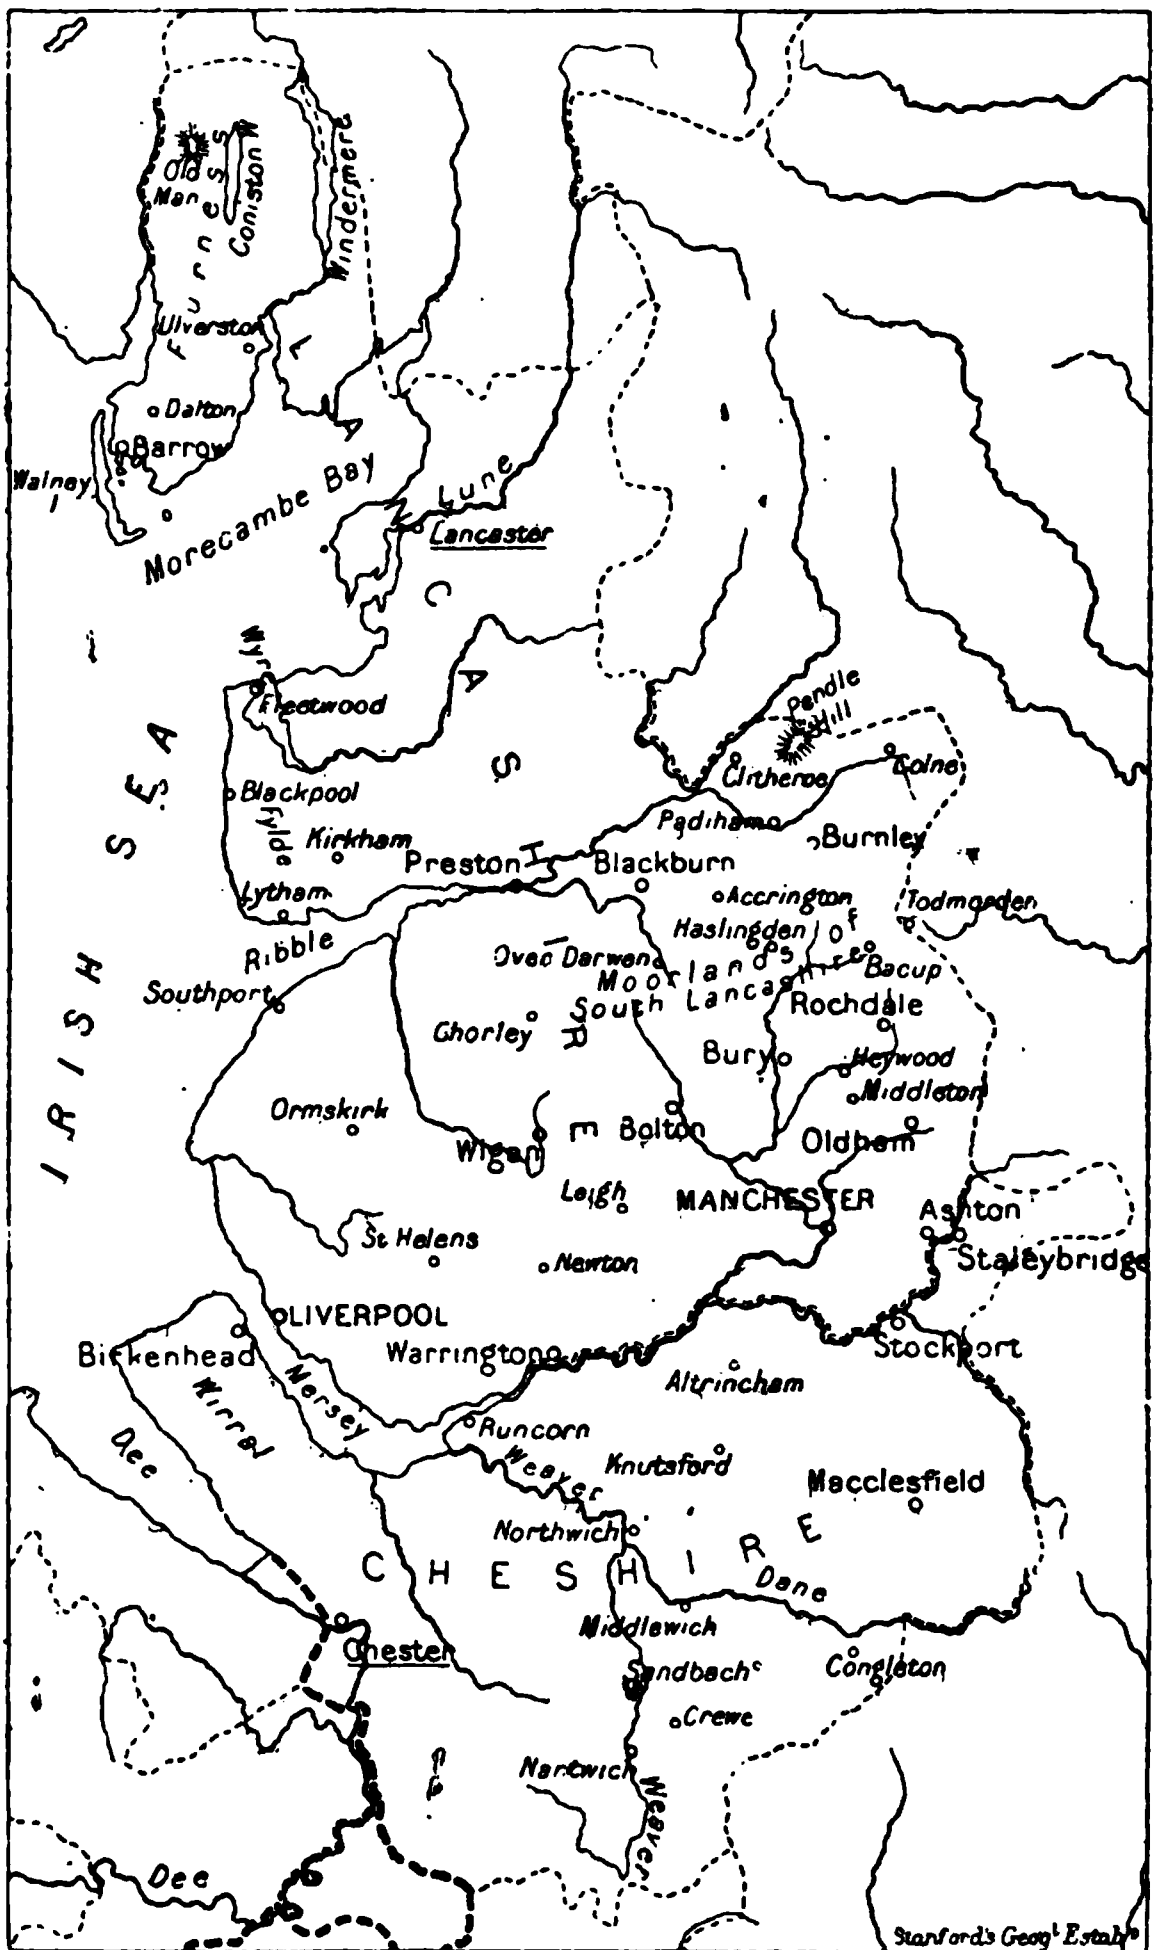 Old
Man
Furness
Coniston W
Windermere
Ulverston
Dalton
Barrow
Walney I
Morecambe Bay
Lune
Lancaster
LANCASHIRE
IRISH SEA
Wyre
Fleetwood
Pendle
Hill
Clitheroe
Colne
Blackpool
Fylde
Kirkham
Padiham
Burnley
Preston
Blackburn
Lytham
Accrington
Todmorden
Ribble
Haslingden
Over Darwen
Moorlands of
South Lancashire
Bacup
Southport
Rochdale
Chorley
Bury
Heywood
Middleton
Ormskirk
Wigan
Bolton
Oldham
Leigh
MANCHESTER
Ashton
St Helens
Newton
Staleybridge
LIVERPOOL
Birkenhead
Warrington
Stockport
Wirral
Mersey
Altrincham
Dee
Runcorn
Weaver
Knutsford
Macclesfield
Northwich
CHESHIRE
Dane
Middlewich
Chester
Sandbach
Congleton
Crewe
Nantwich
Weaver
Dee
Stanford's Geogl Estabt